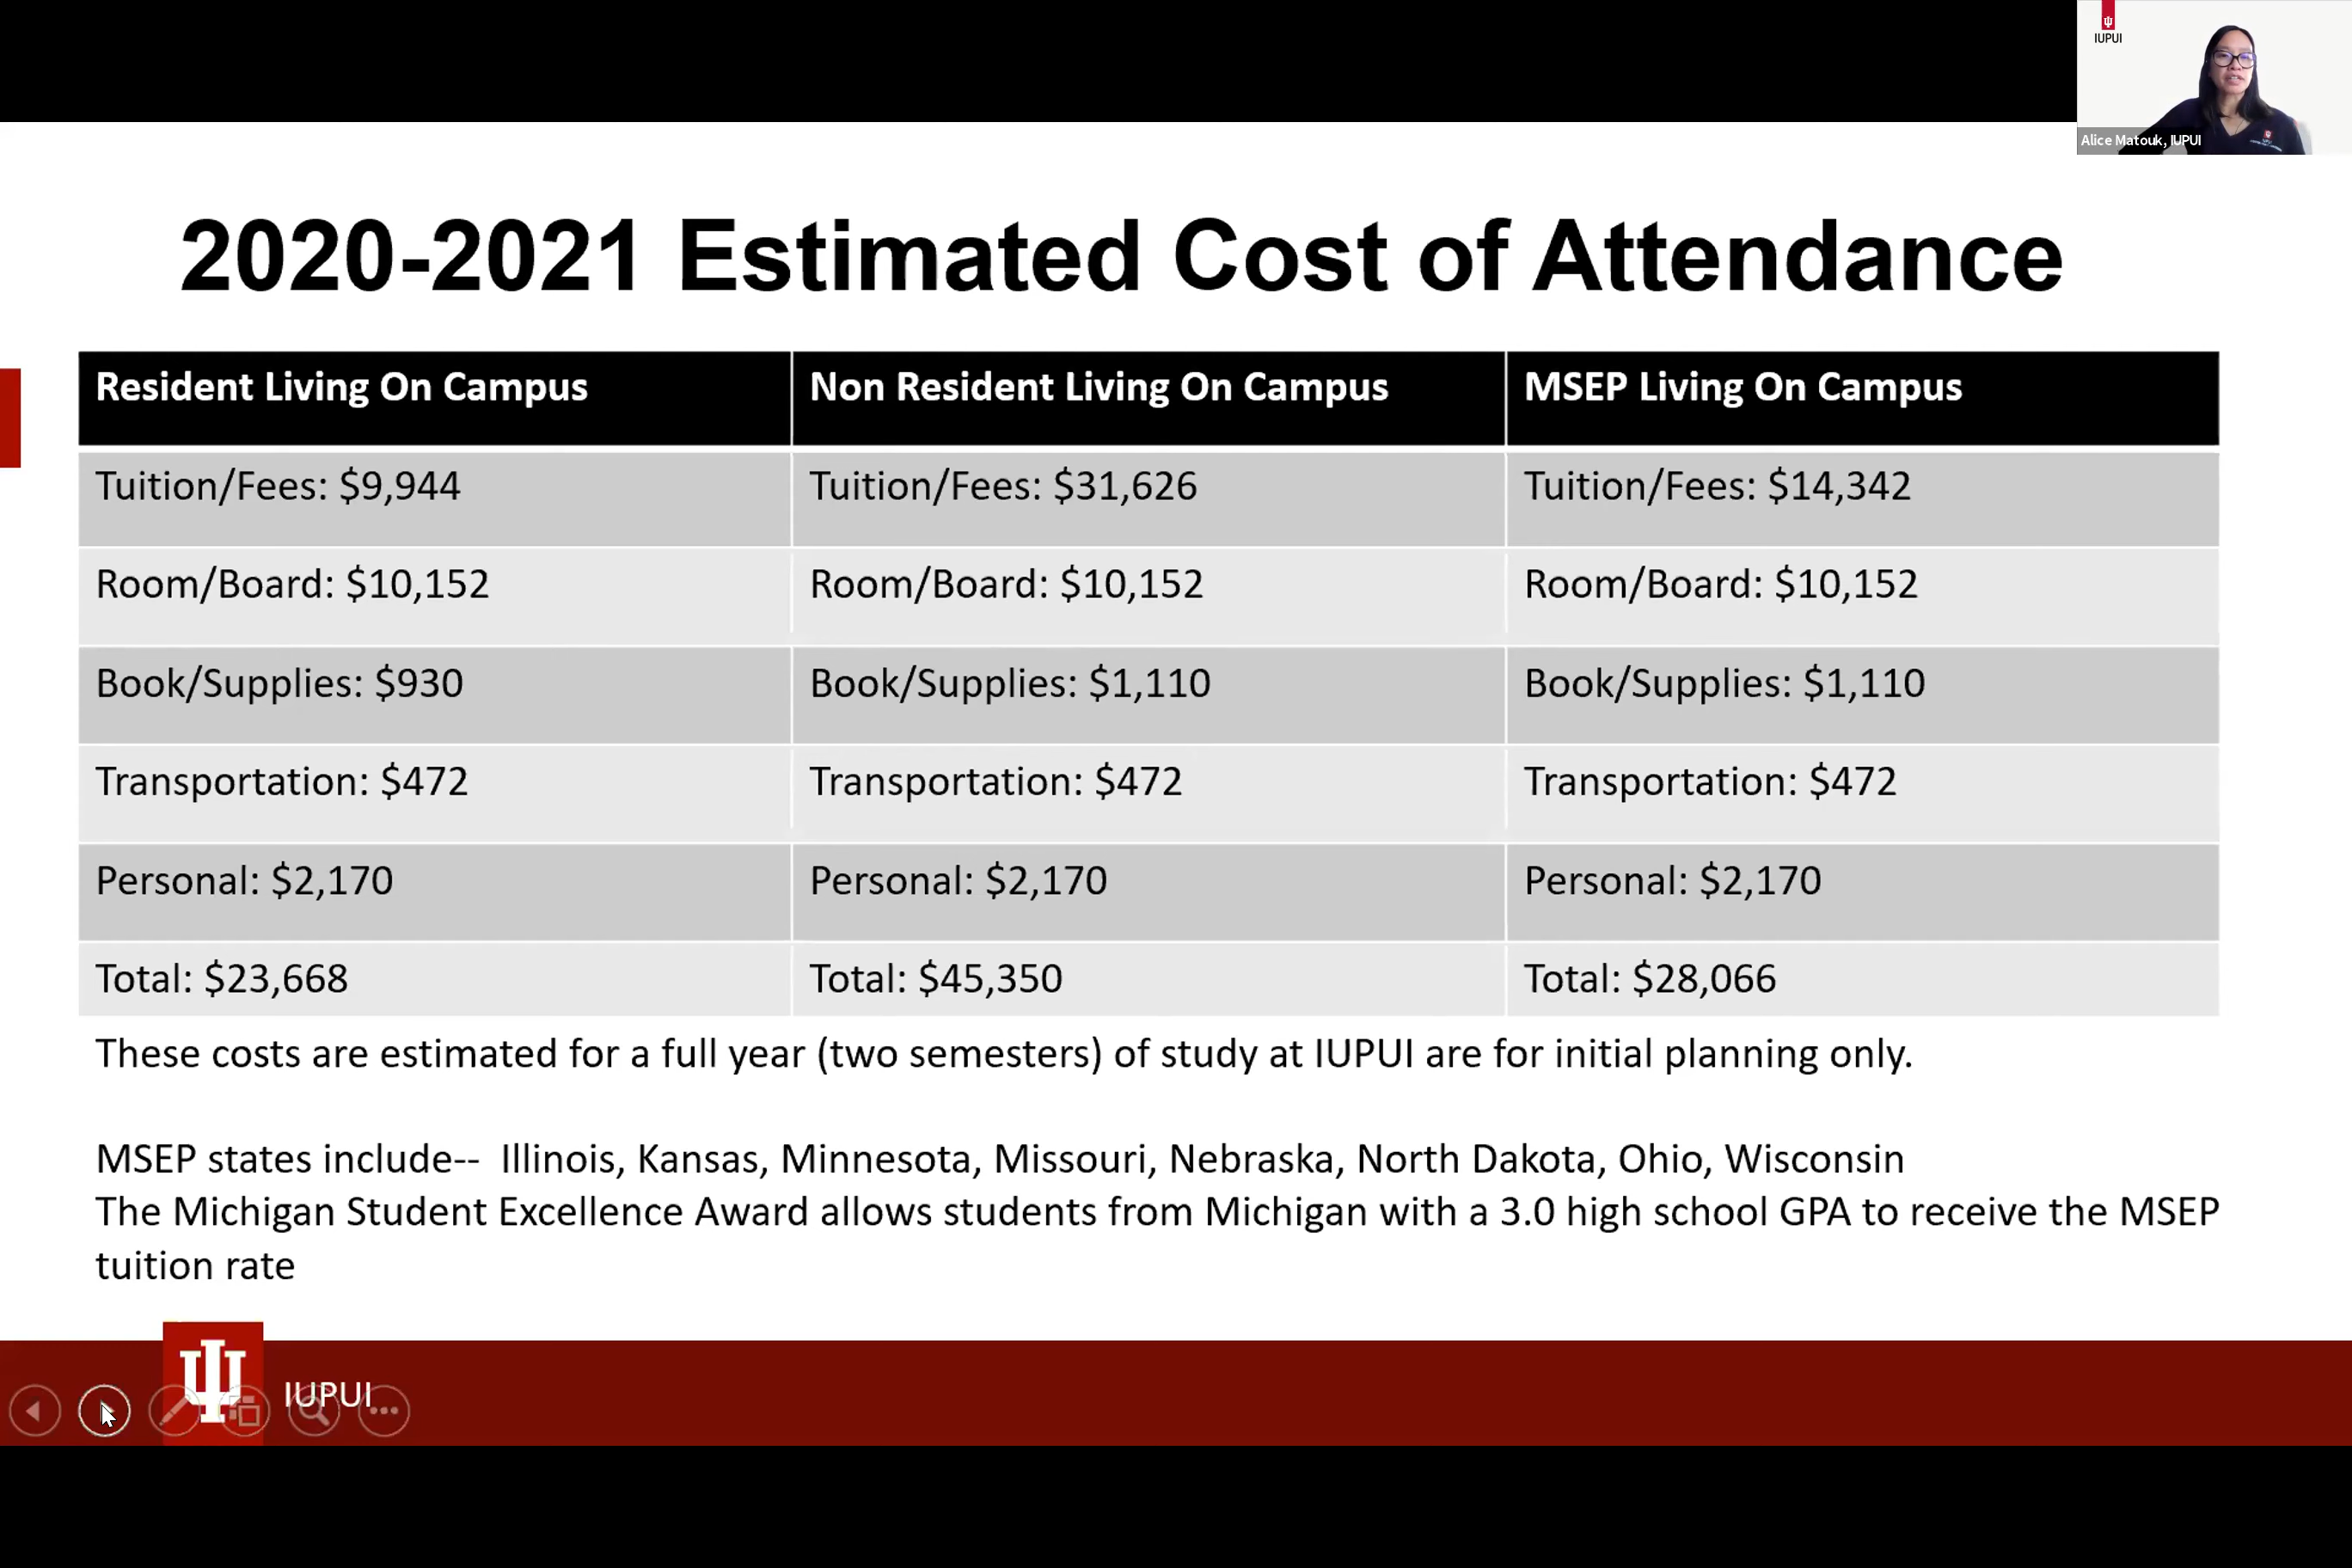 IUPUI
Alice Matouk, IUPUI
2020-2021 Estimated Cost of Attendance
Resident Living On Campus
Non Resident Living On Campus
MSEP Living On Campus
Tuition/Fees: $9,944
Tuition/Fees: $31,626
Tuition/Fees: $14,342
Room/Board: $10,152
Room/Board: $10,152
Room/Board: $10,152
Book/Supplies: $930
Book/Supplies: $1,110
Book/Supplies: $1,110
Transportation: $472
Transportation: $472
Transportation: $472
Personal: $2,170
Personal: $2,170
Personal: $2,170
Total: $23,668
Total: $45,350
Total: $28,066
These costs are estimated for a full year (two semesters) of study at IUPUI are for initial planning only.
MSEP states include-- Illinois, Kansas, Minnesota, Missouri, Nebraska, North Dakota, Ohio, Wisconsin
The Michigan Student Excellence Award allows students from Michigan with a 3.0 high school GPA to receive the MSEP
tuition rate
IUPUI